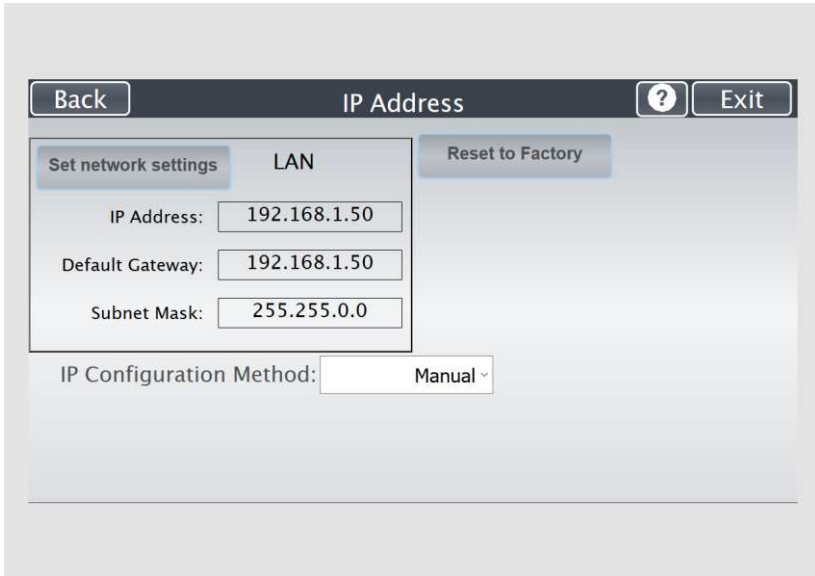 Back IP Address ? Exit
Set network settings LAN Reset to Factory
IP Address: 192.168.1.50
Default Gateway: 192.168.1.50
Subnet Mask: 255.255.0.0
IP Configuration Method: Manual